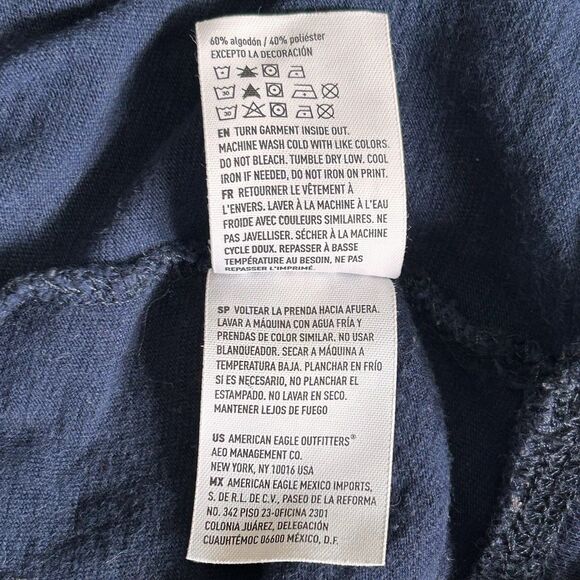 60% algodón / 40% poliéster
EXCEPTO LA DECORACIÓN
30
30
EN TURN GARMENT INSIDE OUT.
MACHINE WASH COLD WITH LIKE COLORS.
DO NOT BLEACH. TUMBLE DRY LOW. COOL
IRON IF NEEDED, DO NOT IRON ON PRINT.
FR RETOURNER LE VÊTEMENT À
L'ENVERS. LAVER À LA MACHINE À L'EAU
FROIDE AVEC COULEURS SIMILAIRES. NE
PAS JAVELLISER. SÉCHER À LA MACHINE
CYCLE DOUX. REPASSER À BASSE
TEMPÉRATURE AU BESOIN, NE PAS
REPASSER L'IMPRIMÉ.
SP VOLTEAR LA PRENDA HACIA AFUERA.
LAVAR A MÁQUINA CON AGUA FRÍA Y
PRENDAS DE COLOR SIMILAR. NO USAR
BLANQUEADOR. SECAR A MÁQUINA A
TEMPERATURA BAJA. PLANCHAR EN FRÍO
SI ES NECESARIO, NO PLANCHAR EL
ESTAMPADO. NO LAVAR EN SECO.
MANTENER LEJOS DE FUEGO
US AMERICAN EAGLE OUTFITTERS®
AEO MANAGEMENT CO.
NEW YORK, NY 10016 USA
MX AMERICAN EAGLE MEXICO IMPORTS,
S. DE R.L. DE C.V., PASEO DE LA REFORMA
NO. 342 PISO 23-OFICINA 2301
COLONIA JUÁREZ, DELEGACIÓN
CUAUHTÉMOC 06600 MÉXICO, D.F.